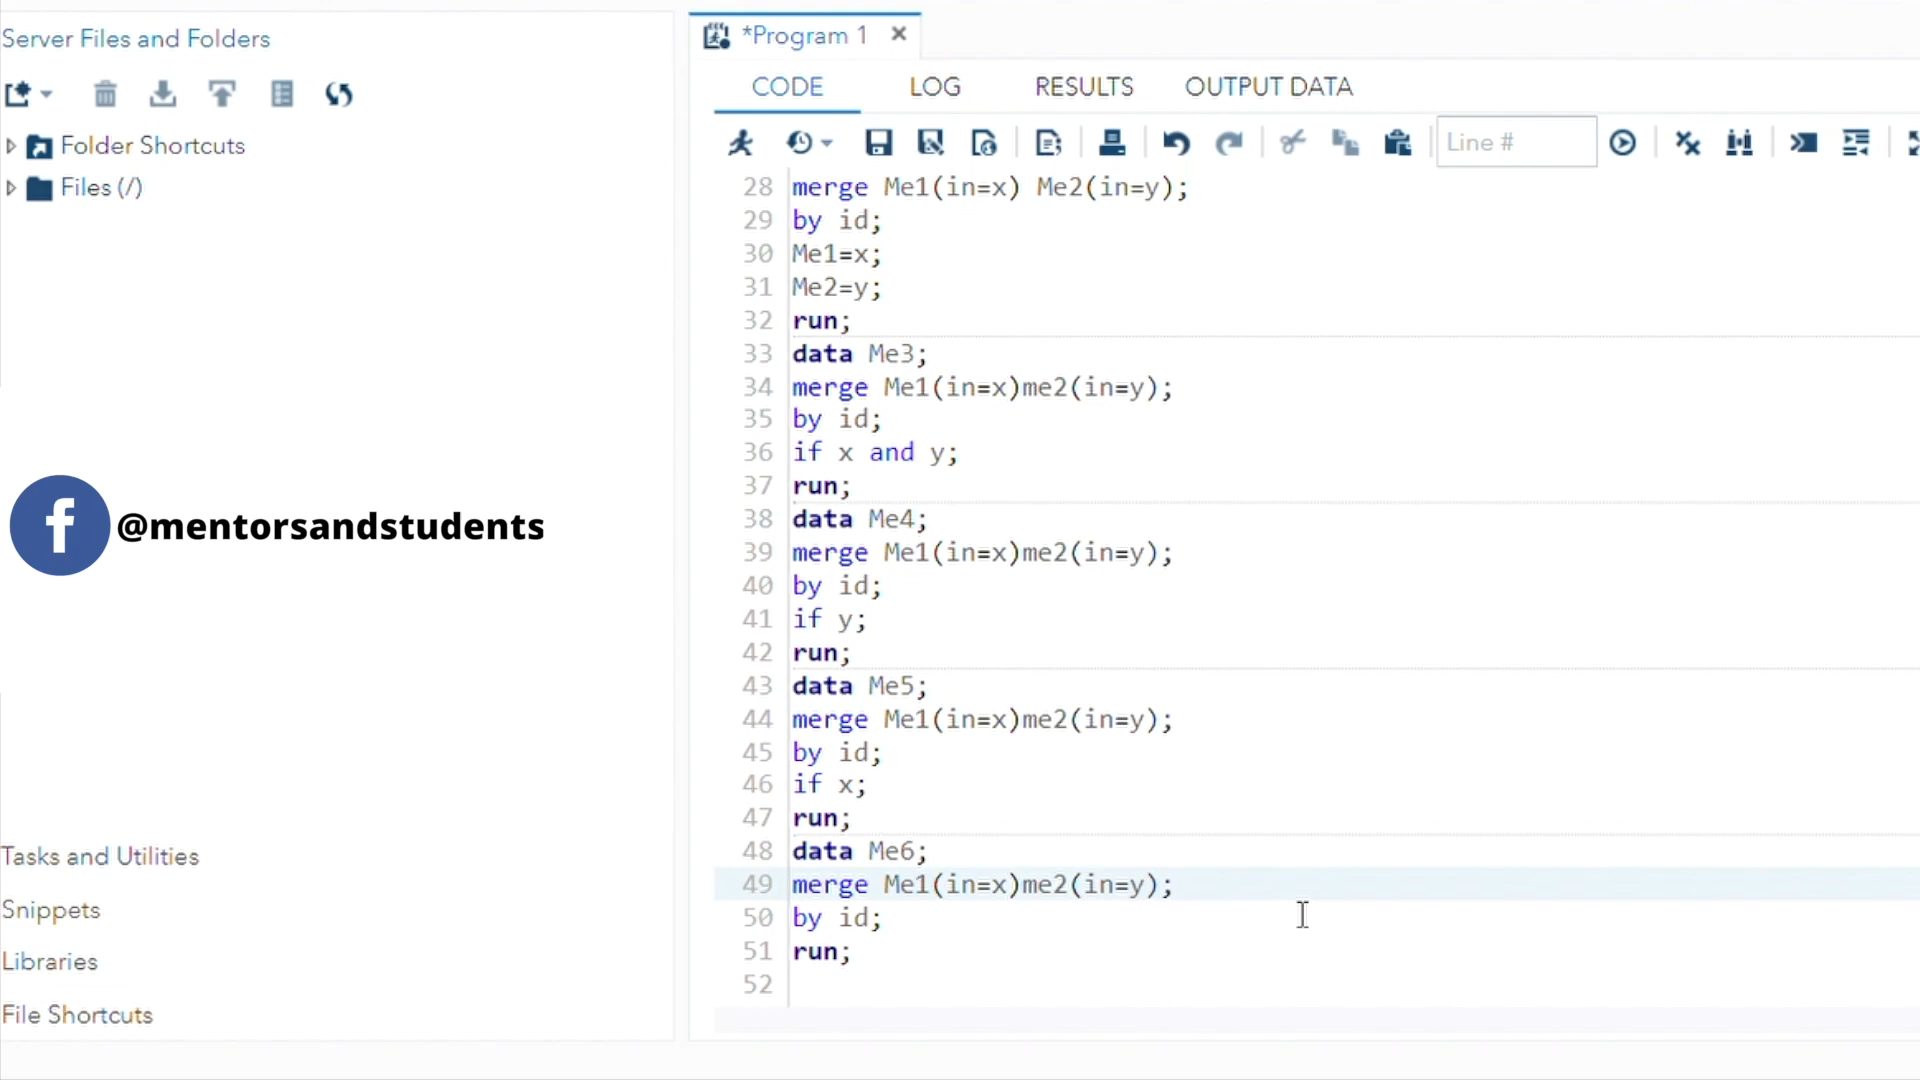 Server Files and Folders
Folder Shortcuts
Files (/)
f @mentorsandstudents
Tasks and Utilities
Snippets
Libraries
File Shortcuts
*Program 1
CODE LOG RESULTS OUTPUT DATA
Line #
28 merge Me1(in=x) Me2(in=y);
29 by id;
30 Me1=x;
31 Me2=y;
32 run;
33 data Me3;
34 merge Me1(in=x)me2(in=y);
35 by id;
36 if x and y;
37 run;
38 data Me4;
39 merge Me1(in=x)me2(in=y);
40 by id;
41 if y;
42 run;
43 data Me5;
44 merge Me1(in=x)me2(in=y);
45 by id;
46 if x;
47 run;
48 data Me6;
49 merge Me1(in=x)me2(in=y);
50 by id;
51 run;
52